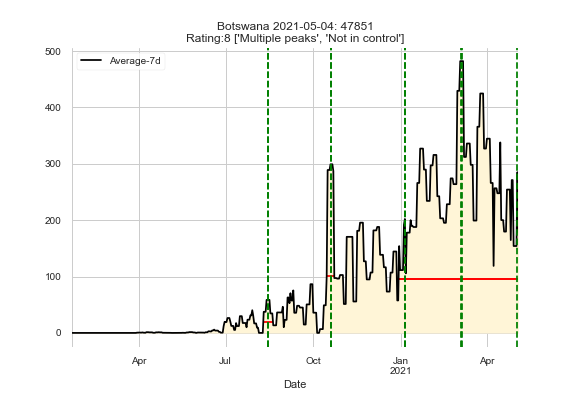 Botswana 2021-05-04: 47851
Rating:8 ['Multiple peaks', 'Not in control']
Average-7d
500
400
300
200
100
0
Apr
Jul
Oct
Jan
2021
Apr
Date